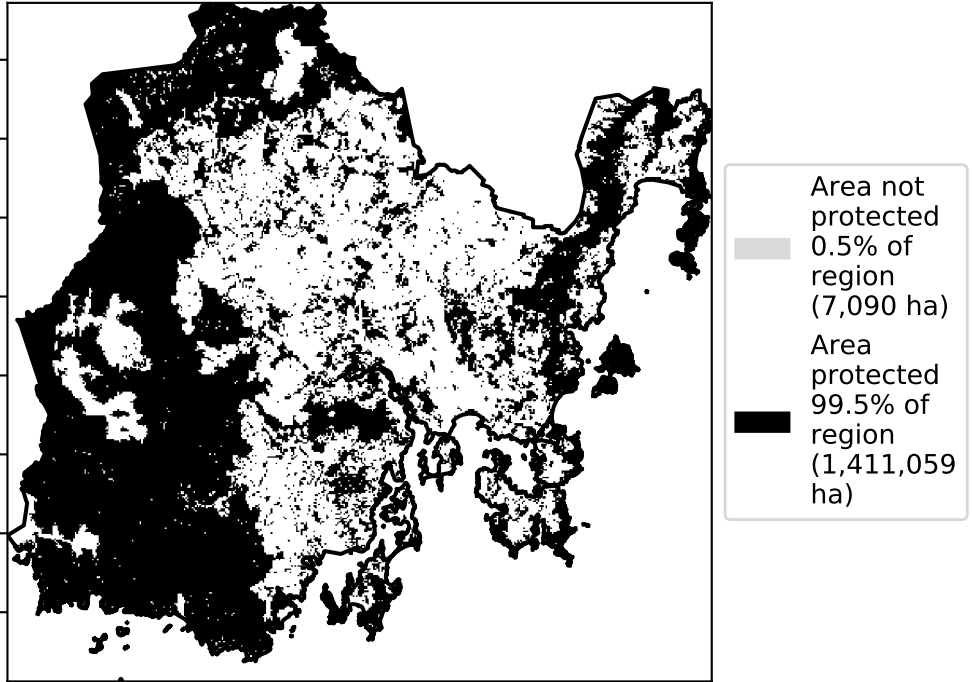 Area not
protected
0.5% of
region
(7,090 ha)
Area
protected
99.5% of
region
(1,411,059
ha)